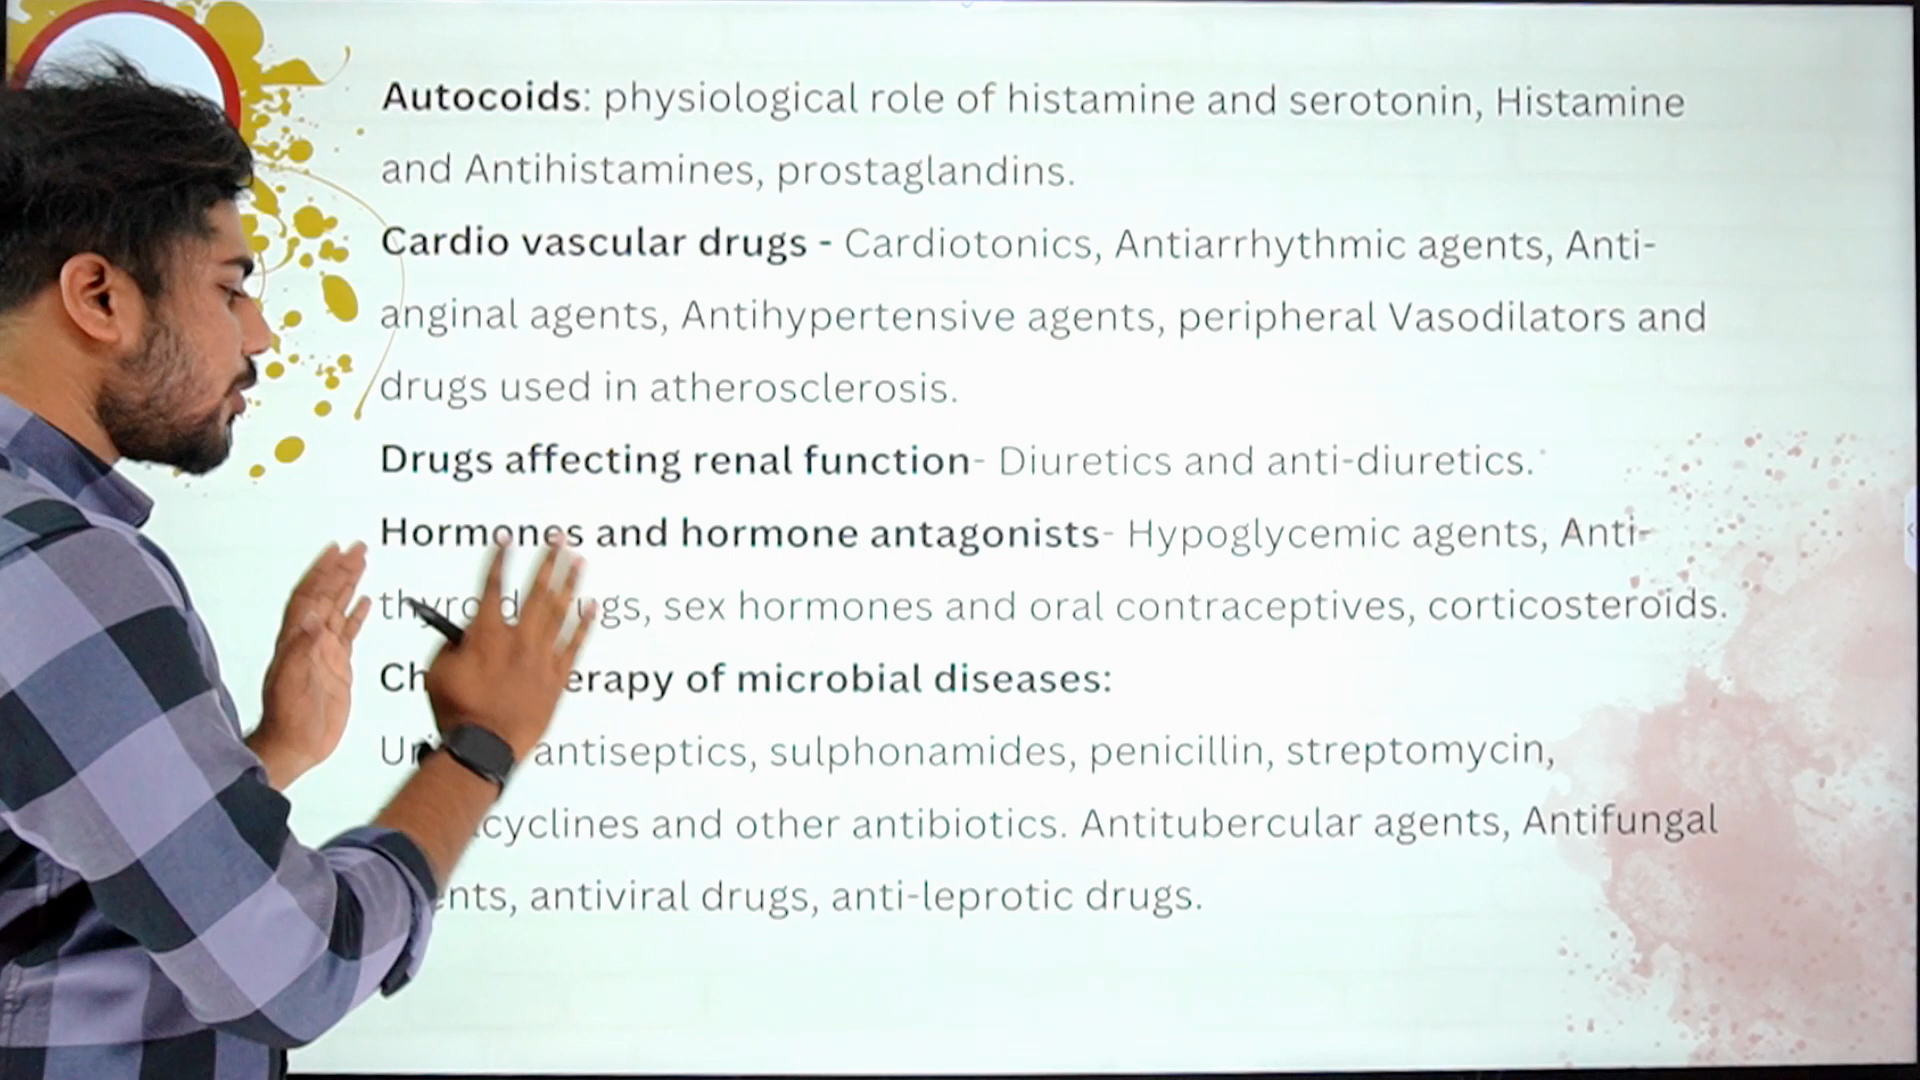 Autocoids: physiological role of histamine and serotonin, Histamine
and Antihistamines, prostaglandins.
Cardio vascular drugs - Cardiotonics, Antiarrhythmic agents, Anti-
anginal agents, Antihypertensive agents, peripheral Vasodilators and
drugs used in atherosclerosis.
Drugs affecting renal function- Diuretics and anti-diuretics.
Hormones and hormone antagonists- Hypoglycemic agents, Anti-
sex hormones and oral contraceptives, corticosteroids.
of microbial diseases:
antiseptics, sulphonamides, penicillin, streptomycin,
and other antibiotics. Antitubercular agents, Antifungal
antiviral drugs, anti-leprotic drugs.